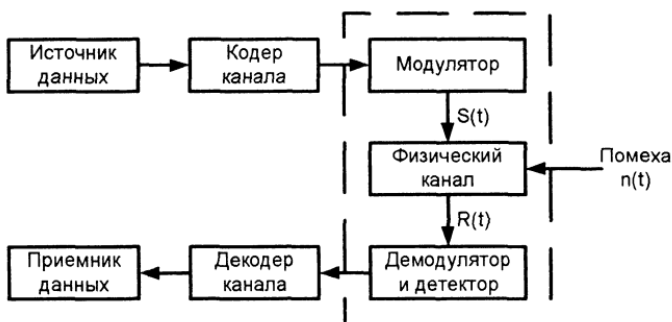 Источник
данных
Кодер
канала
Модулятор
S(t)
Физический
канал
Помеха
n(t)
R(t)
Приемник
данных
Декодер
канала
Демодулятор
и детектор